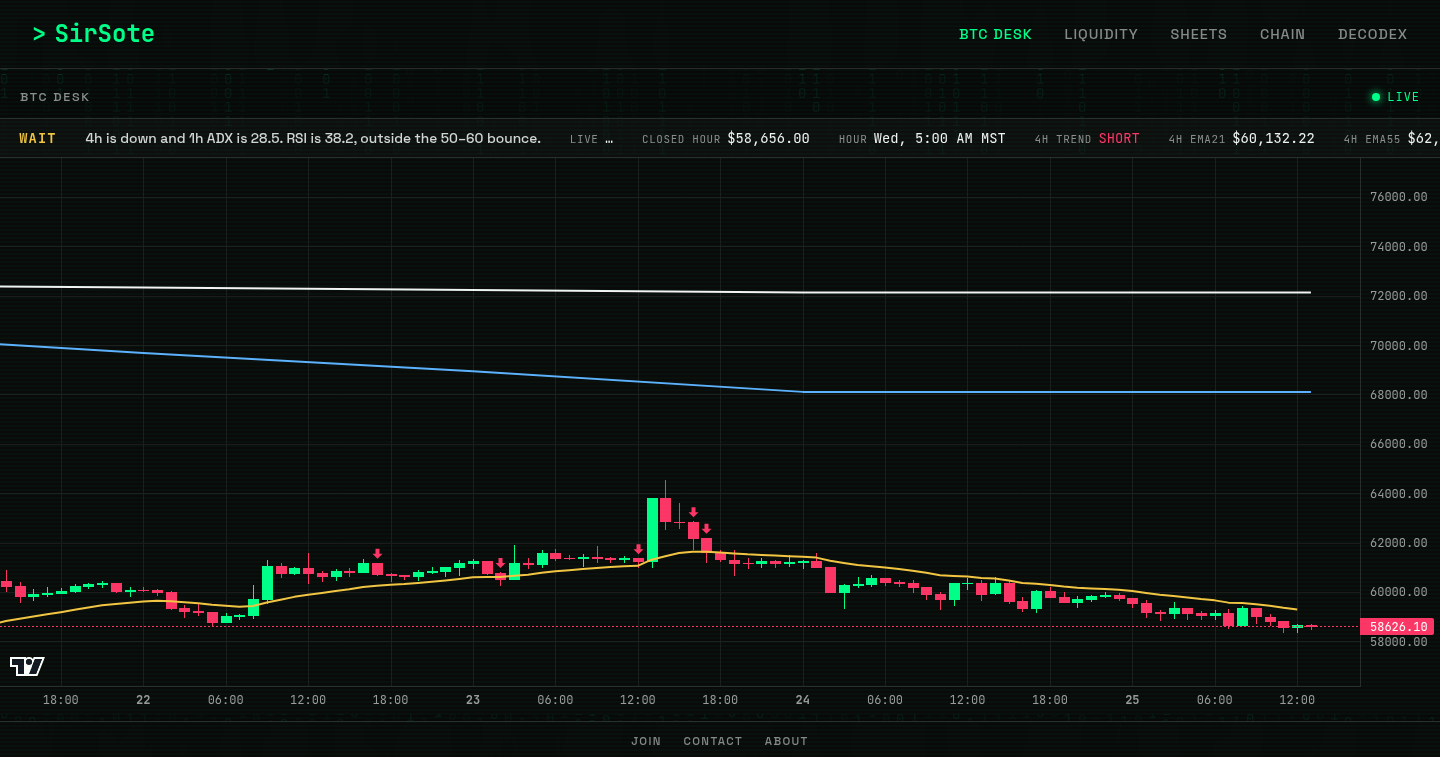 > SirSote
BTC DESK LIQUIDITY SHEETS CHAIN DECODEX
BTC DESK
LIVE
WAIT 4h is down and 1h ADX is 28.5. RSI is 38.2, outside the 50–60 bounce. LIVE … CLOSED HOUR $58,656.00 HOUR Wed, 5:00 AM MST 4H TREND SHORT 4H EMA21 $60,132.22 4H EMA55 $62,
76000.00
74000.00
72000.00
70000.00
68000.00
66000.00
64000.00
62000.00
60000.00
58626.10
58000.00
18:00 22 06:00 12:00 18:00 23 06:00 12:00 18:00 24 06:00 12:00 18:00 25 06:00 12:00
JOIN CONTACT ABOUT